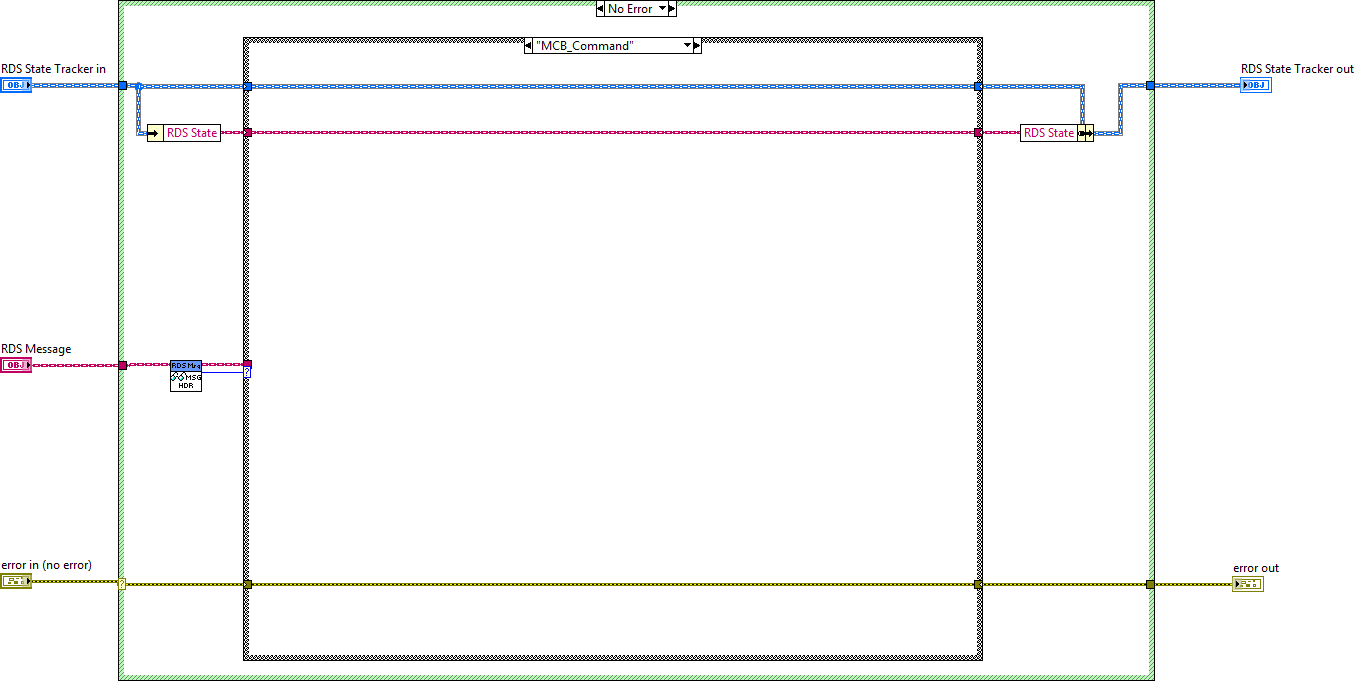 No Error
"MCB_Command"
RDS State Tracker in
OBJ
RDS State Tracker out
OBJ
RDS State
RDS State
RDS Message
OBJ
RDS Msg
?
MSG
HDR
error in (no error)
?
error out